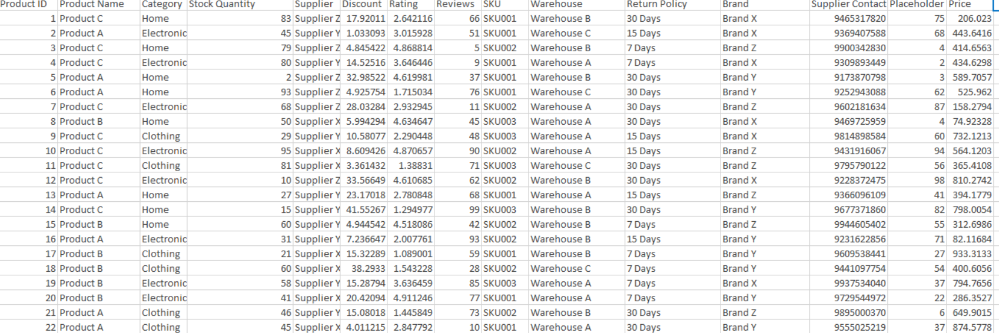 Product ID Product Name Category Stock Quantity Supplier Discount Rating Reviews SKU Warehouse Return Policy Brand Supplier Contact Placeholder Price
1 Product C Home 83 Supplier Z 17.92011 2.642116 66 SKU001 Warehouse B 30 Days Brand X 9465317820 75 206.023
2 Product A Electronic 45 Supplier Y 1.033093 3.015928 51 SKU001 Warehouse C 15 Days Brand X 9369407588 68 443.6416
3 Product C Home 79 Supplier Z 4.845422 4.868814 5 SKU002 Warehouse B 7 Days Brand Z 9900342830 4 414.6563
4 Product C Electronic 80 Supplier Y 14.52516 3.646446 9 SKU001 Warehouse A 7 Days Brand X 9309893449 2 434.6298
5 Product A Home 2 Supplier Z 32.98522 4.619981 37 SKU001 Warehouse B 30 Days Brand Y 9173870798 3 589.7057
6 Product A Home 93 Supplier Z 4.925754 1.715034 76 SKU001 Warehouse C 30 Days Brand Y 9252943088 62 525.962
7 Product C Electronic 68 Supplier Z 28.03284 2.932945 11 SKU002 Warehouse A 30 Days Brand Z 9602181634 87 158.2794
8 Product B Home 50 Supplier X 5.994294 4.634647 45 SKU003 Warehouse A 30 Days Brand X 9469725959 4 74.92328
9 Product C Clothing 29 Supplier Y 10.58077 2.290448 48 SKU003 Warehouse A 15 Days Brand X 9814898584 60 732.1213
10 Product C Electronic 95 Supplier X 8.609426 4.870657 90 SKU002 Warehouse A 15 Days Brand Z 9431916067 94 564.1203
11 Product C Clothing 81 Supplier X 3.361432 1.38831 71 SKU003 Warehouse C 30 Days Brand Z 9795790122 56 365.4108
12 Product C Electronic 10 Supplier Z 33.56649 4.610685 62 SKU002 Warehouse B 30 Days Brand X 9228372475 98 810.2742
13 Product A Home 27 Supplier Y 23.17018 2.780848 68 SKU001 Warehouse A 15 Days Brand Z 9366096109 41 394.1779
14 Product C Home 15 Supplier Y 41.55267 1.294977 99 SKU003 Warehouse B 30 Days Brand Y 9677371860 82 798.0054
15 Product B Home 60 Supplier Y 4.944542 4.518086 42 SKU002 Warehouse B 7 Days Brand Z 9944605402 55 312.6986
16 Product A Electronic 31 Supplier Y 7.236647 2.007761 93 SKU002 Warehouse B 15 Days Brand Y 9231622856 71 82.11684
17 Product B Clothing 21 Supplier X 15.32289 1.089001 59 SKU001 Warehouse B 7 Days Brand Y 9609538441 27 933.3133
18 Product B Clothing 60 Supplier X 38.2933 1.543228 28 SKU002 Warehouse C 7 Days Brand Y 9441097754 54 400.6056
19 Product B Electronic 58 Supplier Y 15.28794 3.636459 85 SKU003 Warehouse A 7 Days Brand X 9937534040 37 794.7656
20 Product B Electronic 41 Supplier X 20.42094 4.911246 77 SKU001 Warehouse A 7 Days Brand Y 9729544972 22 286.3527
21 Product A Clothing 46 Supplier Y 15.08018 1.445849 73 SKU002 Warehouse B 30 Days Brand Z 9895000370 6 649.9015
22 Product A Clothing 45 Supplier X 4.011215 2.847792 10 SKU001 Warehouse A 30 Days Brand Y 9555025219 37 874.5778